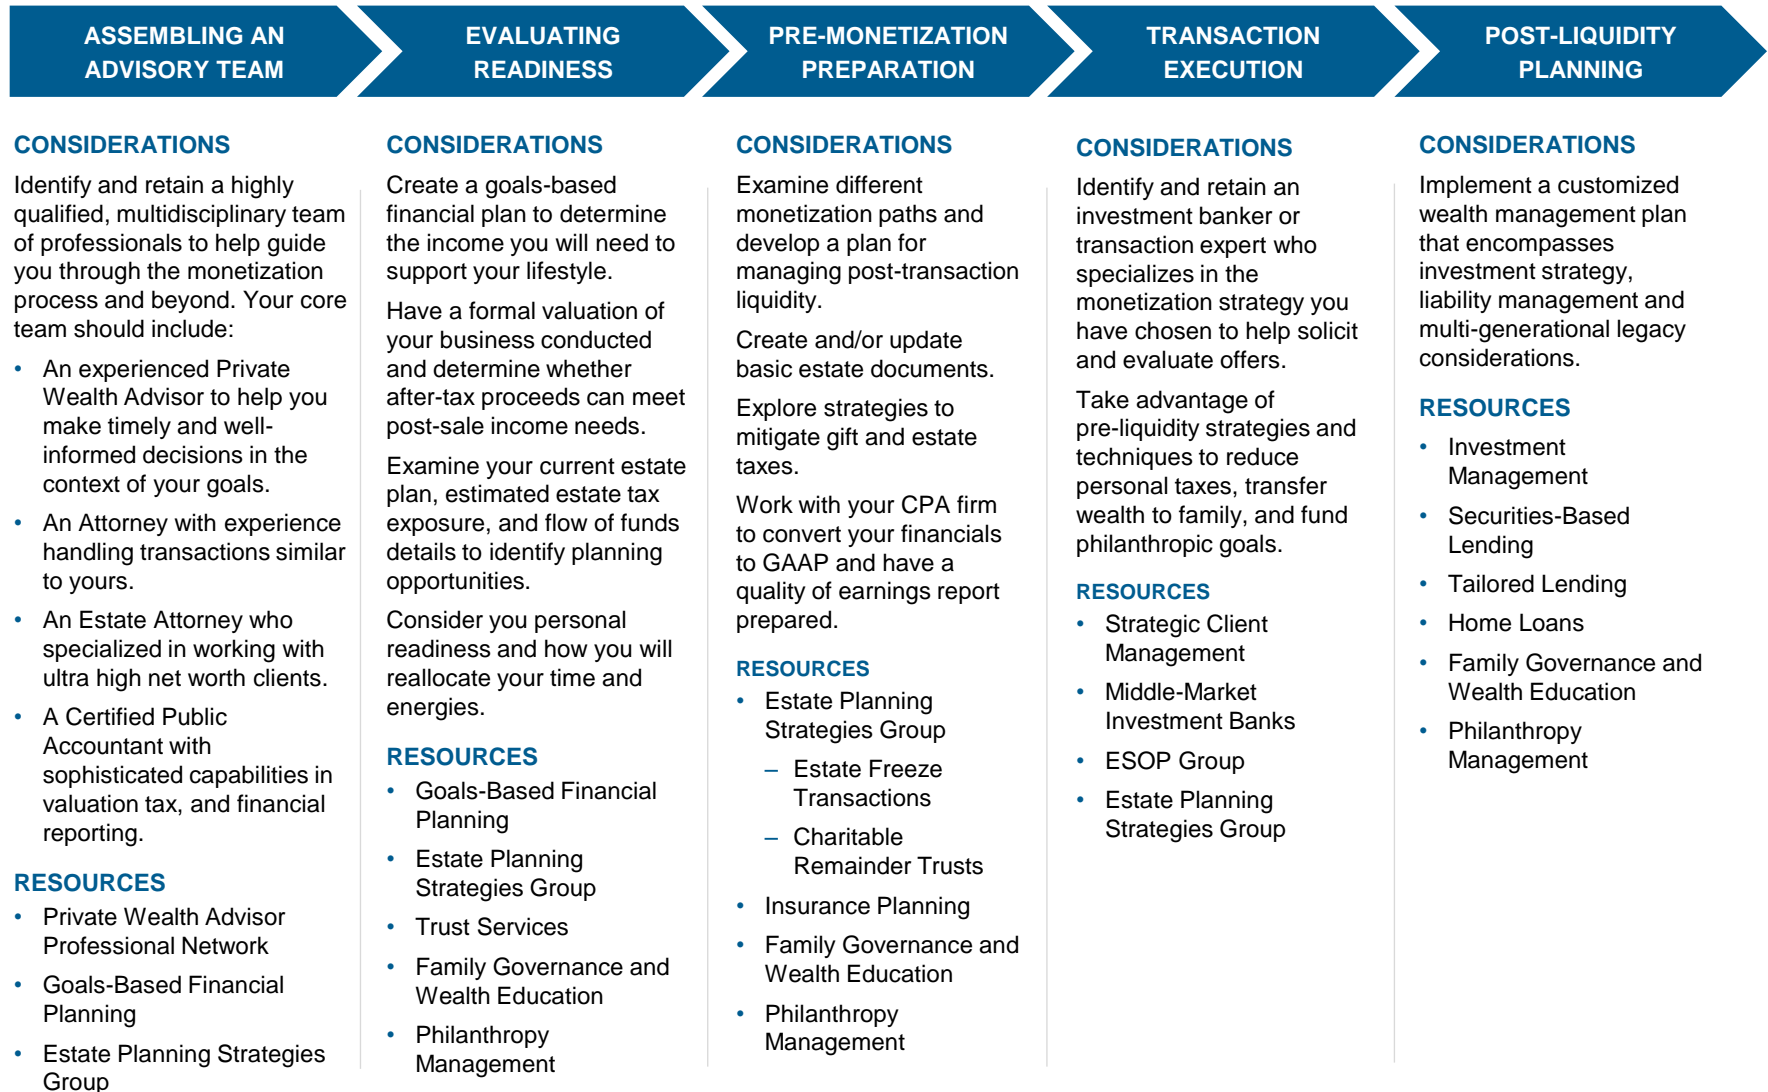 ASSEMBLING AN
ADVISORY TEAM
EVALUATING
READINESS
PRE-MONETIZATION
PREPARATION
TRANSACTION
EXECUTION
POST-LIQUIDITY
PLANNING
CONSIDERATIONS
Identify and retain a highly
qualified, multidisciplinary team
of professionals to help guide
you through the monetization
process and beyond. Your core
team should include:
• An experienced Private
Wealth Advisor to help you
make timely and well-
informed decisions in the
context of your goals.
• An Attorney with experience
handling transactions similar
to yours.
• An Estate Attorney who
specialized in working with
ultra high net worth clients.
• A Certified Public
Accountant with
sophisticated capabilities in
valuation tax, and financial
reporting.
RESOURCES
• Private Wealth Advisor
Professional Network
• Goals-Based Financial
Planning
• Estate Planning Strategies
Group
CONSIDERATIONS
Create a goals-based
financial plan to determine
the income you will need to
support your lifestyle.
Have a formal valuation of
your business conducted
and determine whether
after-tax proceeds can meet
post-sale income needs.
Examine your current estate
plan, estimated estate tax
exposure, and flow of funds
details to identify planning
opportunities.
Consider you personal
readiness and how you will
reallocate your time and
energies.
RESOURCES
• Goals-Based Financial
Planning
• Estate Planning
Strategies Group
• Trust Services
• Family Governance and
Wealth Education
• Philanthropy
Management
CONSIDERATIONS
Examine different
monetization paths and
develop a plan for
managing post-transaction
liquidity.
Create and/or update
basic estate documents.
Explore strategies to
mitigate gift and estate
taxes.
Work with your CPA firm
to convert your financials
to GAAP and have a
quality of earnings report
prepared.
RESOURCES
• Estate Planning
Strategies Group
– Estate Freeze
Transactions
– Charitable
Remainder Trusts
• Insurance Planning
• Family Governance and
Wealth Education
• Philanthropy
Management
CONSIDERATIONS
Identify and retain an
investment banker or
transaction expert who
specializes in the
monetization strategy you
have chosen to help solicit
and evaluate offers.
Take advantage of
pre-liquidity strategies and
techniques to reduce
personal taxes, transfer
wealth to family, and fund
philanthropic goals.
RESOURCES
• Strategic Client
Management
• Middle-Market
Investment Banks
• ESOP Group
• Estate Planning
Strategies Group
CONSIDERATIONS
Implement a customized
wealth management plan
that encompasses
investment strategy,
liability management and
multi-generational legacy
considerations.
RESOURCES
• Investment
Management
• Securities-Based
Lending
• Tailored Lending
• Home Loans
• Family Governance and
Wealth Education
• Philanthropy
Management